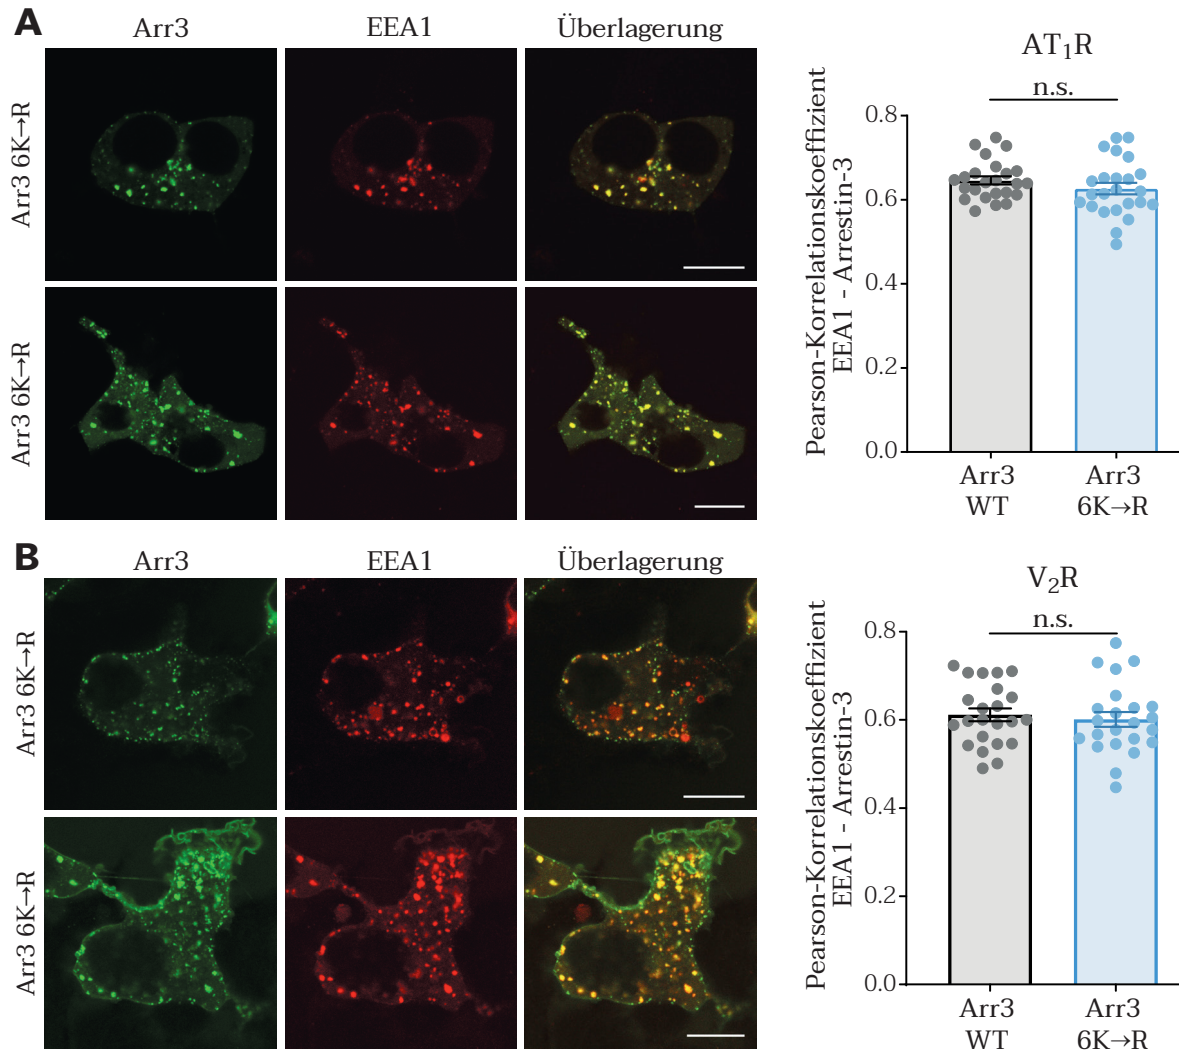 A
Arr3
EEA1
Überlagerung
Arr3 6K→R
Arr3 6K→R
AT₁R
n.s.
Pearson-Korrelationskoeffizient
EEA1 - Arrestin-3
0.8
0.6
0.4
0.2
0.0
Arr3
WT
Arr3
6K→R
B
Arr3
EEA1
Überlagerung
Arr3 6K→R
Arr3 6K→R
V₂R
n.s.
Pearson-Korrelationskoeffizient
EEA1 - Arrestin-3
0.8
0.6
0.4
0.2
0.0
Arr3
WT
Arr3
6K→R